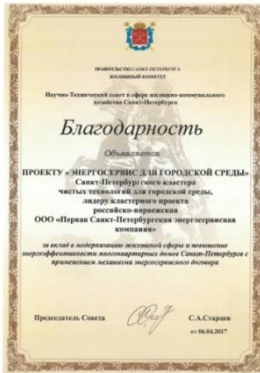 ПРАВИТЕЛЬСТВО САНКТ-ПЕТЕРБУРГА
ЖИЛИЩНЫЙ КОМИТЕТ
Научно-Технический совет в сфере жилищно-коммунального
хозяйства Санкт-Петербурга
Благодарность
Объявляется
ПРОЕКТУ «ЭНЕРГОСЕРВИС ДЛЯ ГОРОДСКОЙ СРЕДЫ»
Санкт-Петербургского кластера
чистых технологий для городской среды,
лидеру кластерного проекта
российско-норвежская
ООО «Первая Санкт-Петербургская энергосервисная
компания»
за вклад в модернизацию жилищной сферы и повышение
энергоэффективности многоквартирных домов Санкт-Петербурга с
применением механизма энергосервисного договора
Председатель Совета
С.А.Старцев
от 06.04.2017